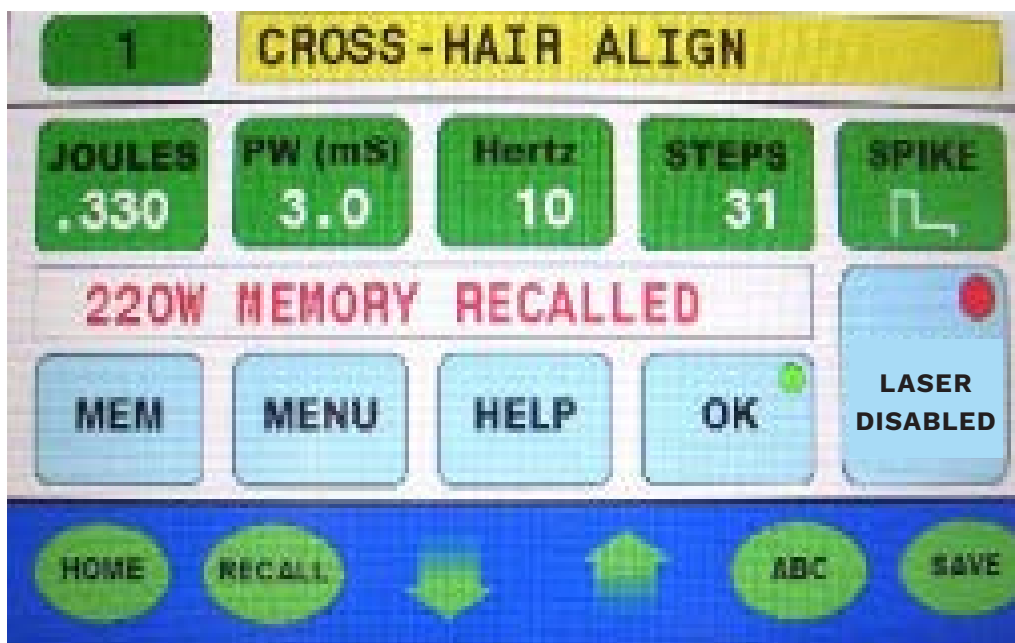 1 CROSS-HAIR ALIGN
JOULES PW (mS) Hertz STEPS SPIKE
.330 3.0 10 31
220W MEMORY RECALLED
MEM MENU HELP OK LASER
DISABLED
HOME RECALL ABC SAVE